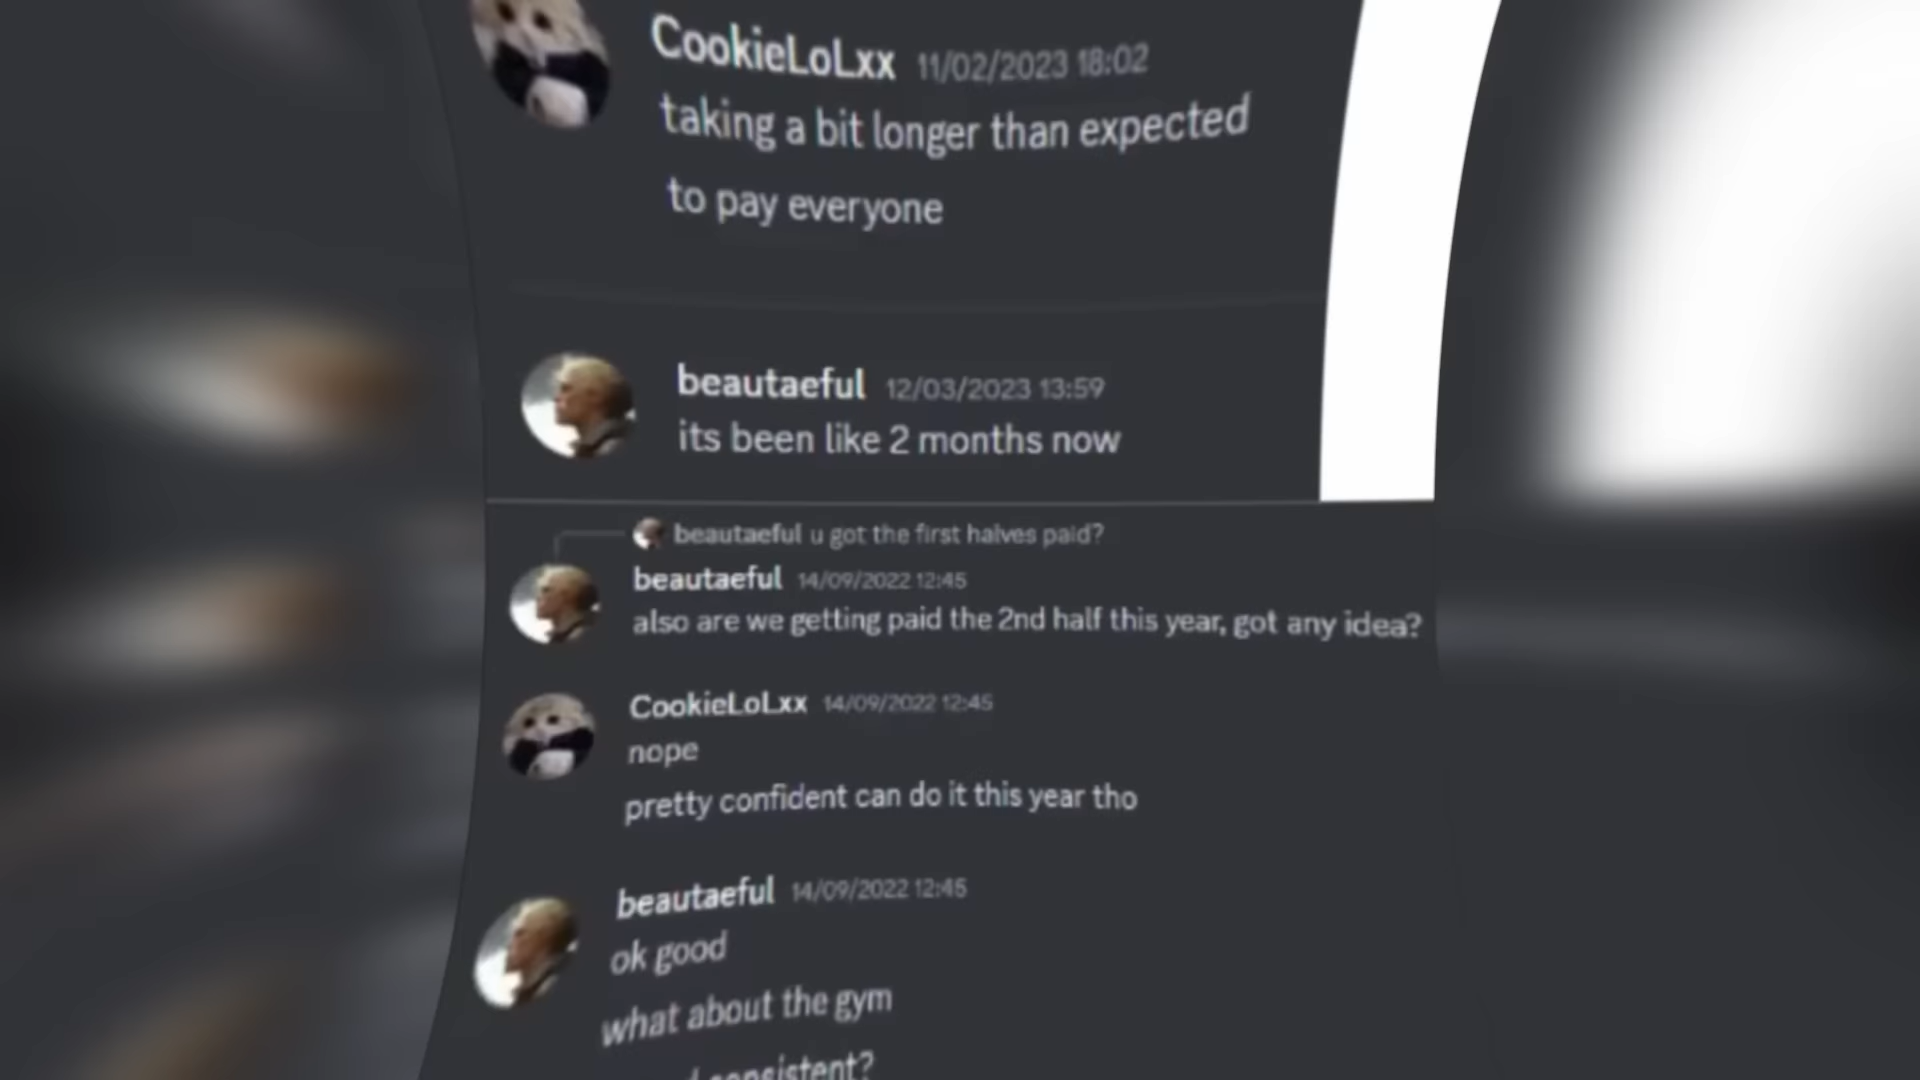 CookieLoLxx 11/02/2023 18:02
taking a bit longer than expected
to pay everyone
beautaeful 12/03/2023 13:59
its been like 2 months now
beautaeful u got the first halves paid?
beautaeful 14/09/2022 12:45
also are we getting paid the 2nd half this year, got any idea?
CookieLoLxx 14/09/2022 12:45
nope
pretty confident can do it this year tho
beautaeful 14/09/2022 12:45
ok good
what about the gym
consistent?